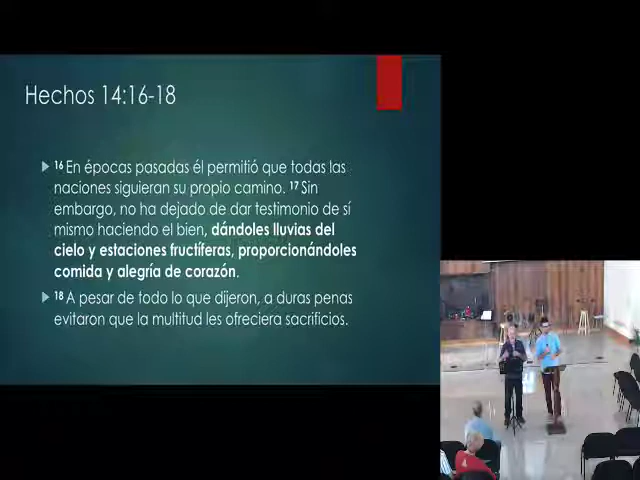 Hechos 14:16-18
16 En épocas pasadas él permitió que todas las
naciones siguieran su propio camino. 17 Sin
embargo, no ha dejado de dar testimonio de sí
mismo haciendo el bien, dándoles lluvias del
cielo y estaciones fructíferas, proporcionándoles
comida y alegría de corazón.
18 A pesar de todo lo que dijeron, a duras penas
evitaron que la multitud les ofreciera sacrificios.